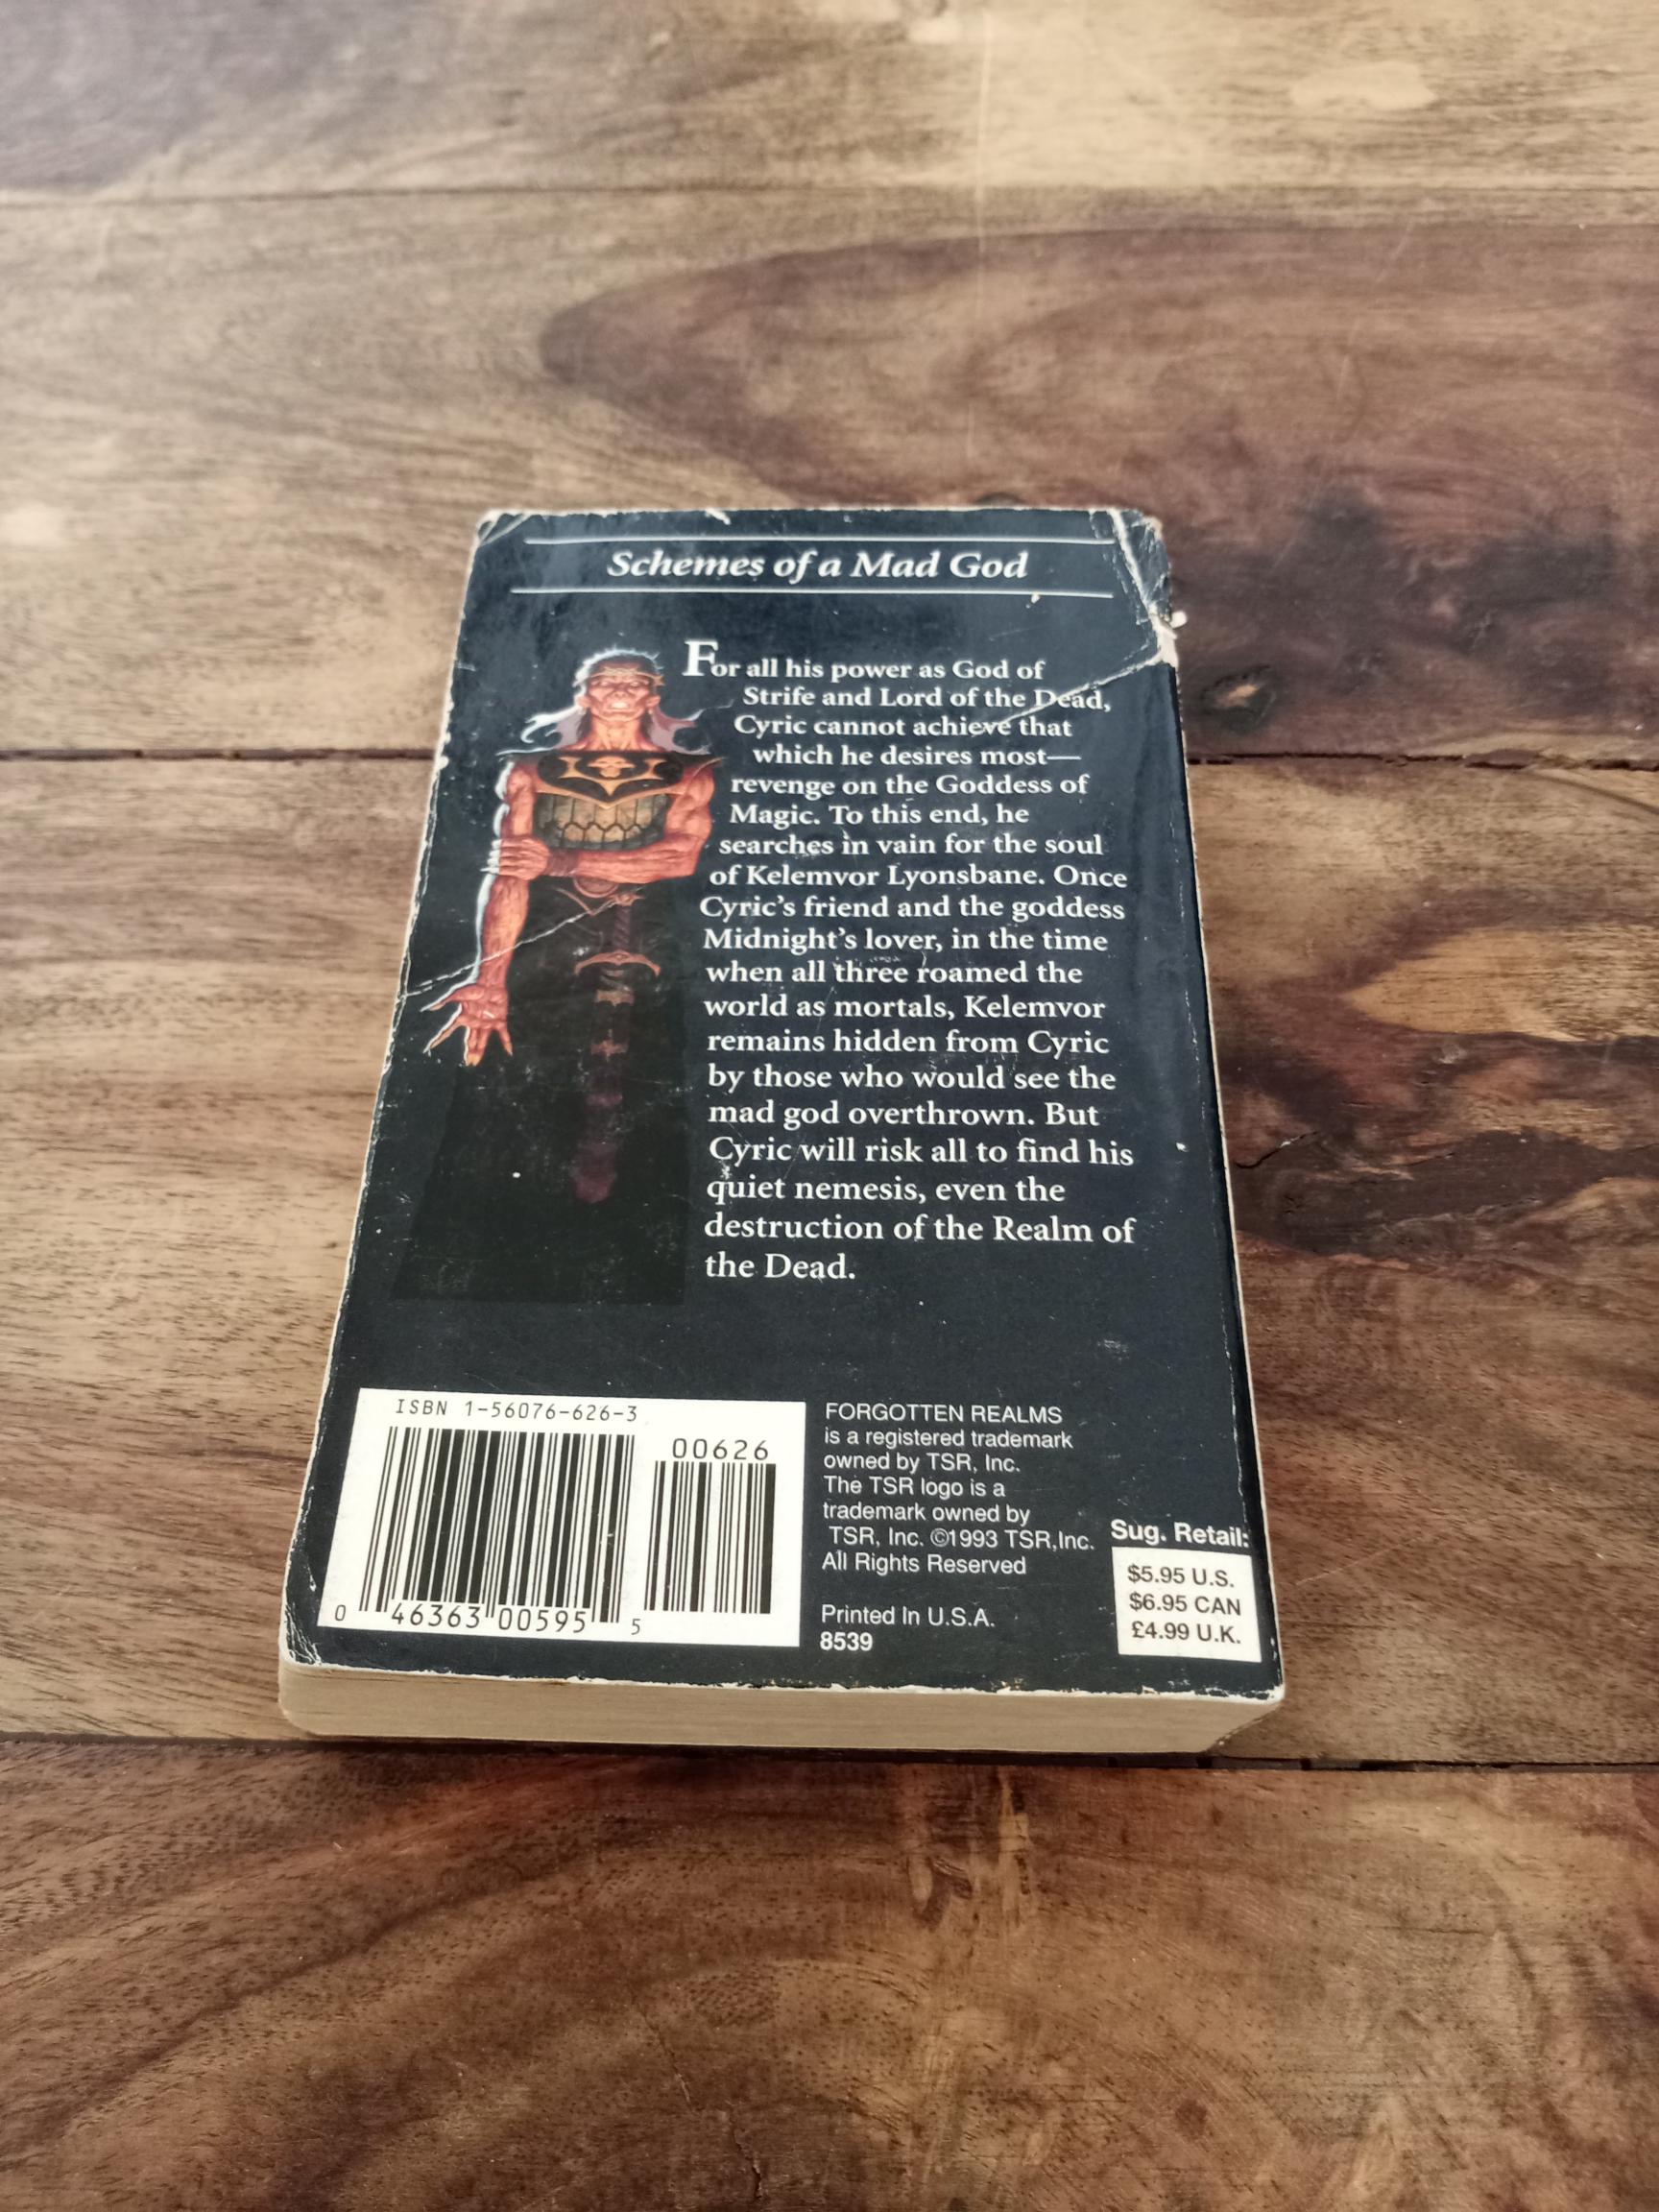 Schemes of a Mad God
For all his power as God of
Strife and Lord of the Dead,
Cyric cannot achieve that
which he desires most—
revenge on the Goddess of
Magic. To this end, he
searches in vain for the soul
of Kelemvor Lyonsbane. Once
Cyric's friend and the goddess
Midnight's lover, in the time
when all three roamed the
world as mortals, Kelemvor
remains hidden from Cyric
by those who would see the
mad god overthrown. But
Cyric will risk all to find his
quiet nemesis, even the
destruction of the Realm of
the Dead.
ISBN 1-56076-626-3
00626
0 46363 00595 5
FORGOTTEN REALMS
is a registered trademark
owned by TSR, Inc.
The TSR logo is a
trademark owned by
TSR, Inc. ©1993 TSR,Inc.
All Rights Reserved
Printed In U.S.A.
8539
Sug. Retail:
$5.95 U.S.
$6.95 CAN
£4.99 U.K.